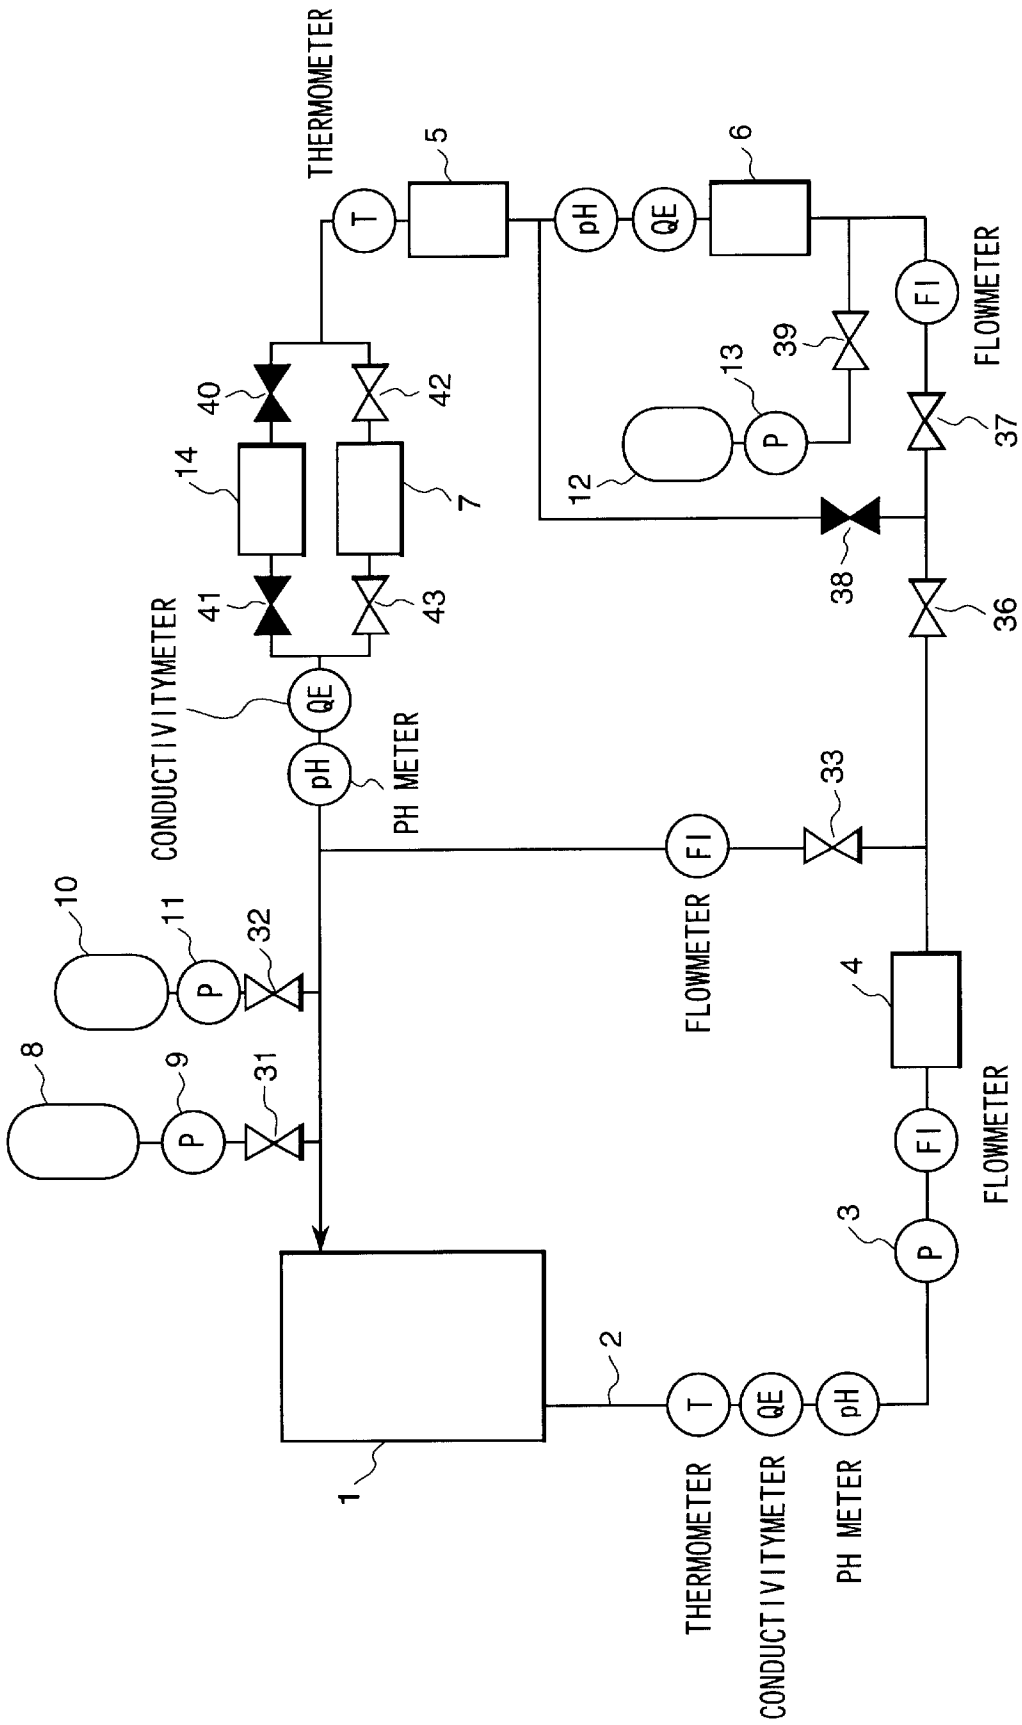 THERMOMETER
T
5
pH
QE
6
FI
FLOWMETER
39
13
P
12
37
38
36
40
42
14
7
41
43
CONDUCTIVITYMETER
QE
pH
PH METER
33
FI
FLOWMETER
10
11
P
32
8
9
P
31
4
FI
FLOWMETER
3
P
1
2
T
QE
pH
THERMOMETER
CONDUCTIVITYMETER
PH METER